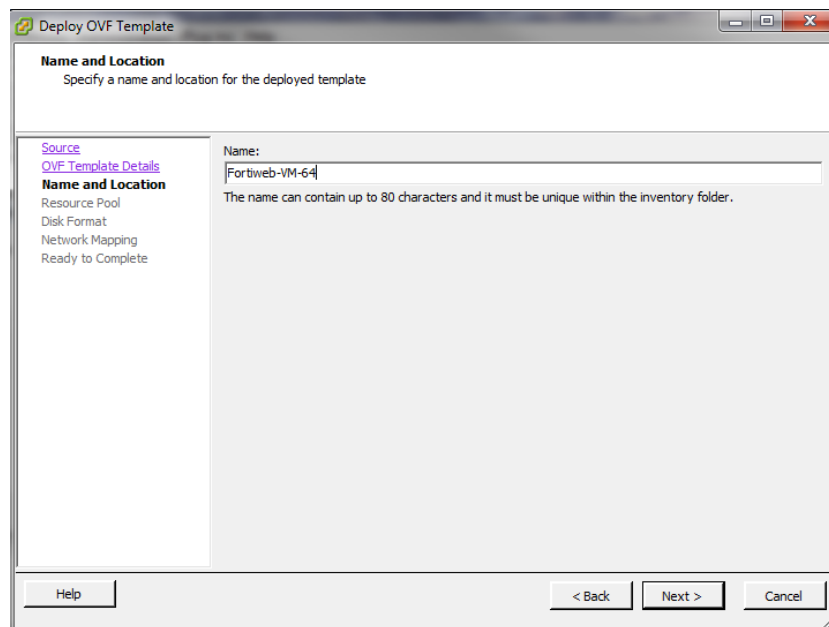 Deploy OVF Template
Name and Location
Specify a name and location for the deployed template
Source
OVF Template Details
Name and Location
Resource Pool
Disk Format
Network Mapping
Ready to Complete
Name:
Fortiweb-VM-64
The name can contain up to 80 characters and it must be unique within the inventory folder.
Help
< Back
Next >
Cancel